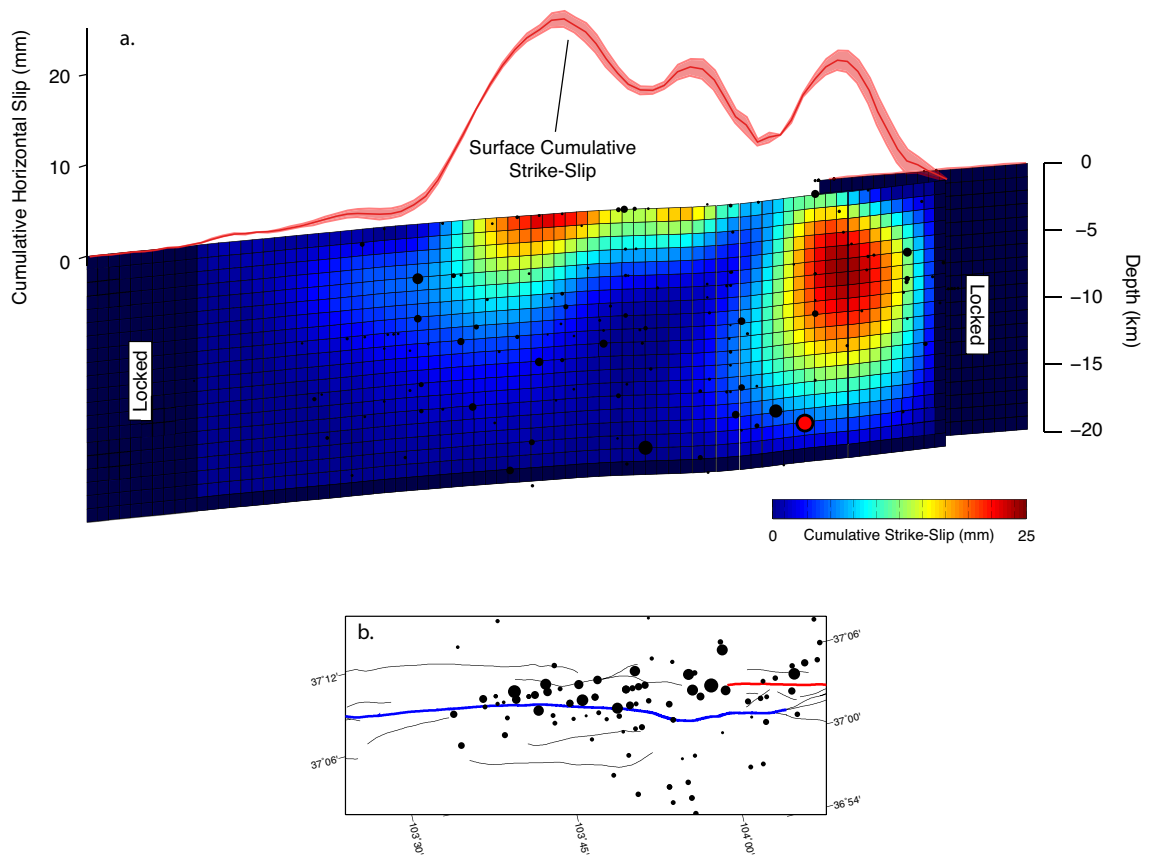 a.
Cumulative Horizontal Slip (mm)
20
10
0
Surface Cumulative
Strike-Slip
Locked
Locked
0
−5
−10
−15
−20
Depth (km)
0
Cumulative Strike-Slip (mm)
25
b.
37˚12'
37˚06'
37˚06'
37˚00'
36˚54'
103˚30'
103˚45'
104˚00'